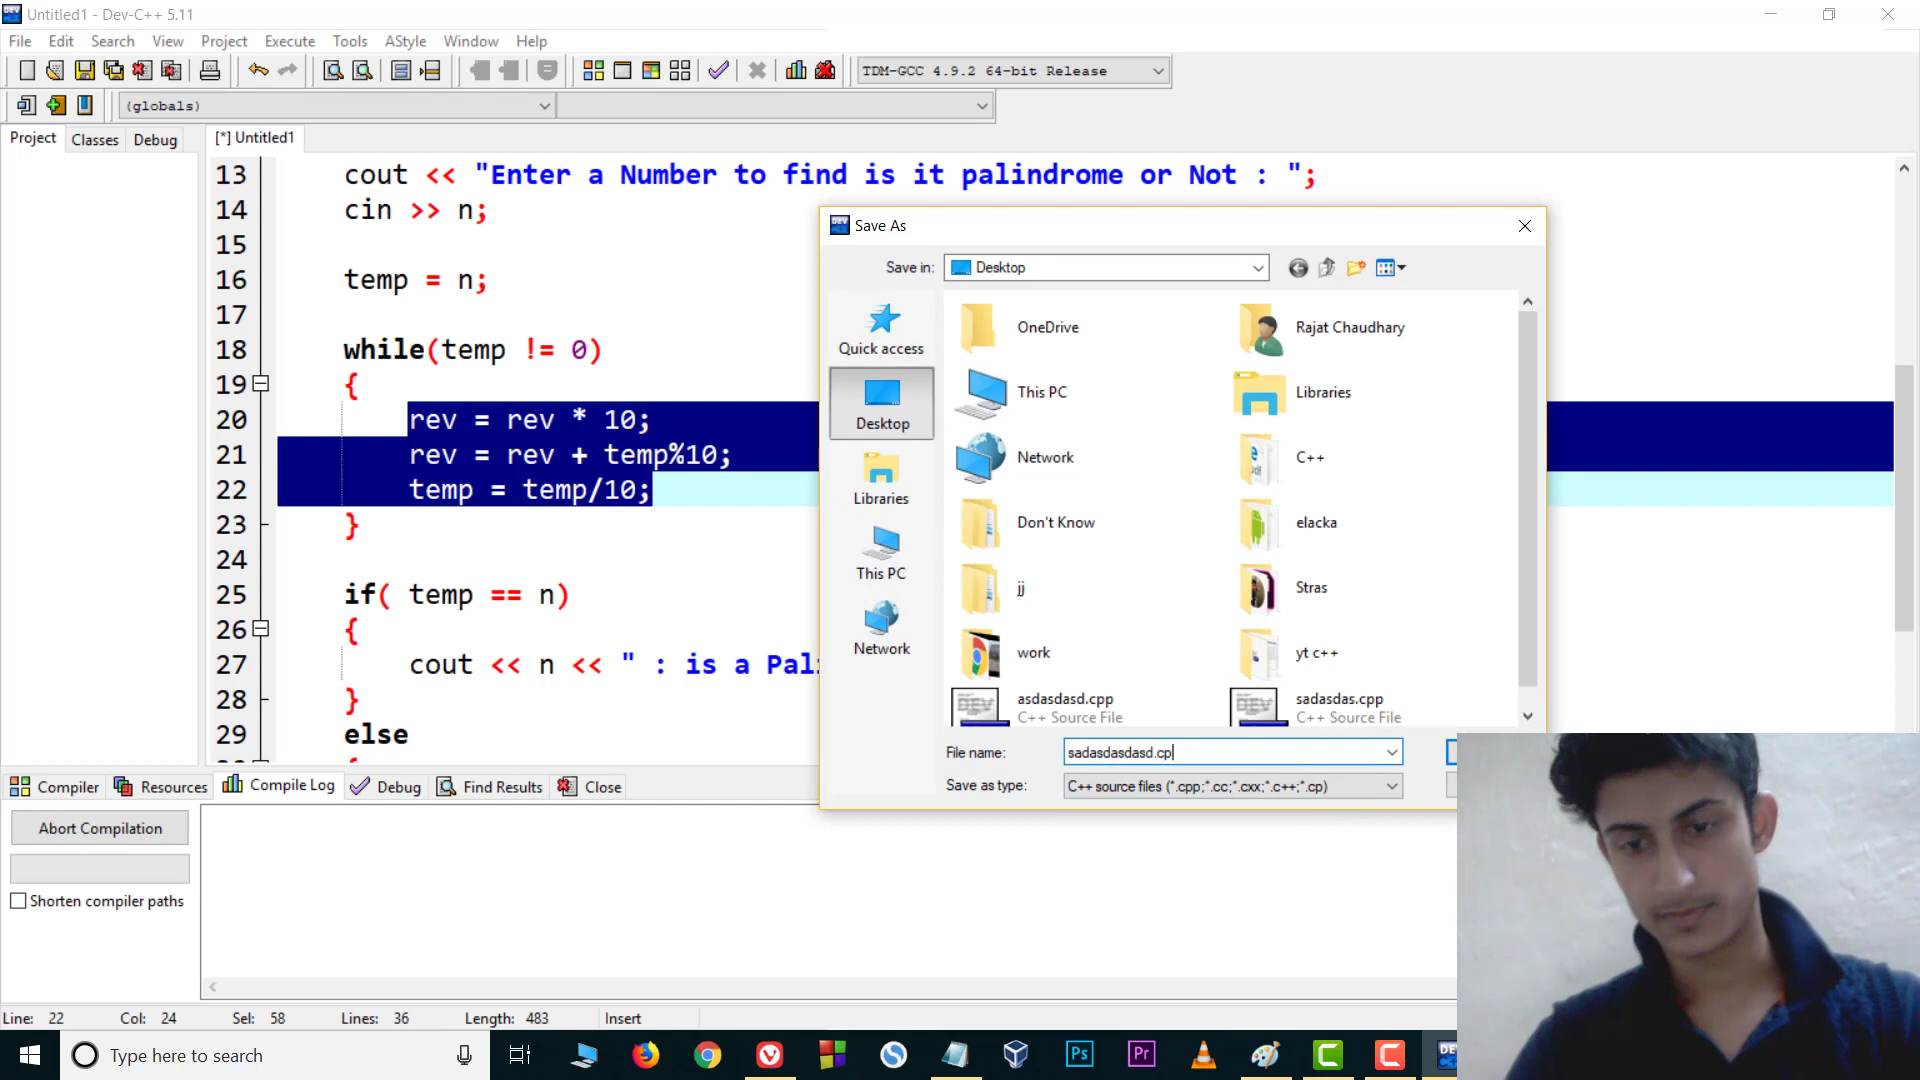 Untitled1 - Dev-C++ 5.11
File Edit Search View Project Execute Tools AStyle Window Help
TDM-GCC 4.9.2 64-bit Release
(globals)
Project Classes Debug
[*] Untitled1
13 cout << "Enter a Number to find is it palindrome or Not : ";
14 cin >> n;
15
16 temp = n;
17
18 while(temp != 0)
19 {
20 rev = rev * 10;
21 rev = rev + temp%10;
22 temp = temp/10;
23 }
24
25 if( temp == n)
26 {
27 cout << n << " : is a Pal
28 }
29 else
Save As
Save in: Desktop
Quick access
Desktop
Libraries
This PC
Network
OneDrive
Rajat Chaudhary
This PC
Libraries
Network
C++
Don't Know
elacka
jj
Stras
work
yt c++
asdasdasd.cpp
C++ Source File
sadasdas.cpp
C++ Source File
File name: sadasdasdasd.cp
Save as type: C++ source files (*.cpp;*.cc;*.cxx;*.c++;*.cp)
Compiler Resources Compile Log Debug Find Results Close
Abort Compilation
Shorten compiler paths
Line: 22 Col: 24 Sel: 58 Lines: 36 Length: 483 Insert
Type here to search
Ps
Pr
DEV